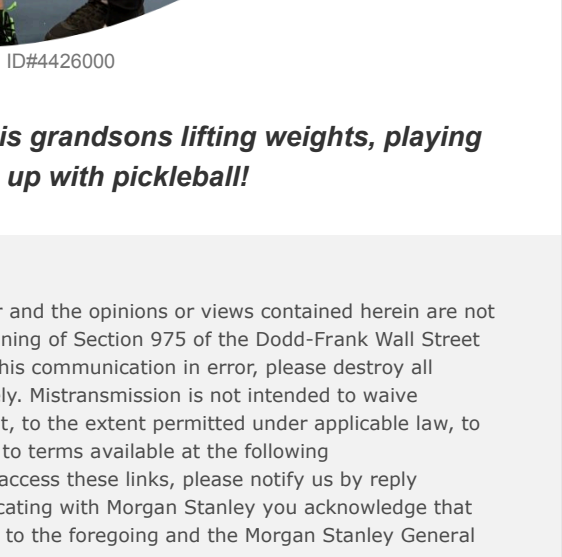 ID#4426000
is grandsons lifting weights, playing
up with pickleball!
r and the opinions or views contained herein are not
ning of Section 975 of the Dodd-Frank Wall Street
his communication in error, please destroy all
ly. Mistransmission is not intended to waive
t, to the extent permitted under applicable law, to
to terms available at the following
access these links, please notify us by reply
cating with Morgan Stanley you acknowledge that
to the foregoing and the Morgan Stanley General